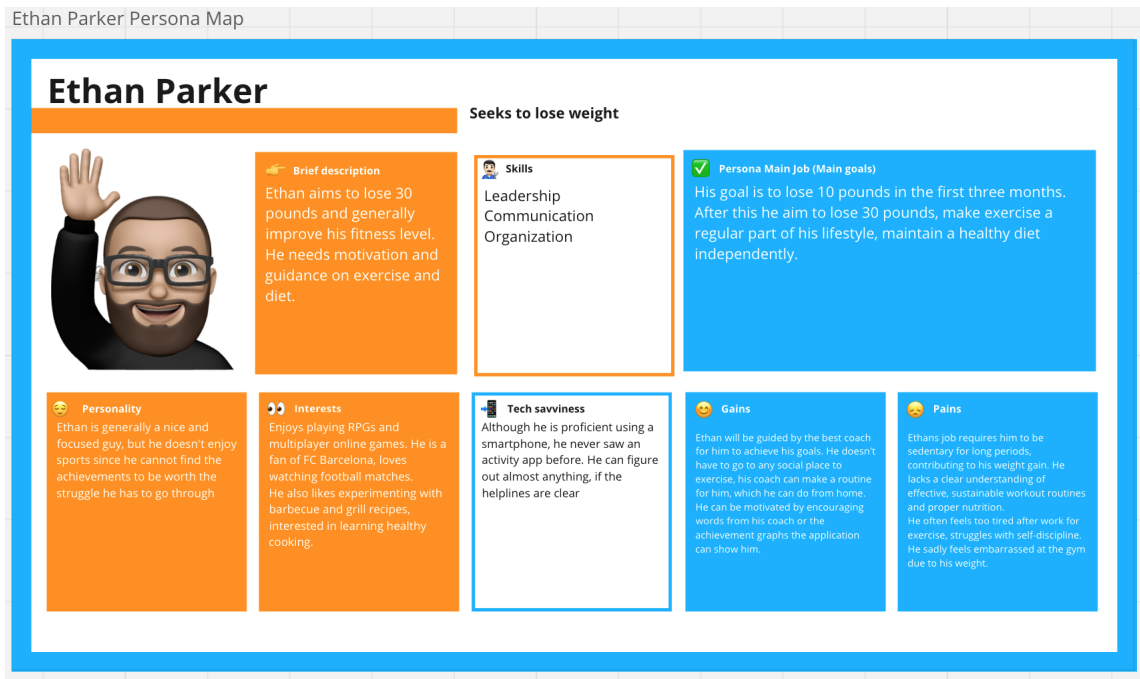 Ethan Parker Persona Map
Ethan Parker
Seeks to lose weight
Brief description
Ethan aims to lose 30
pounds and generally
improve his fitness level.
He needs motivation and
guidance on exercise and
diet.
Skills
Leadership
Communication
Organization
Persona Main Job (Main goals)
His goal is to lose 10 pounds in the first three months.
After this he aim to lose 30 pounds, make exercise a
regular part of his lifestyle, maintain a healthy diet
independently.
Personality
Ethan is generally a nice and
focused guy, but he doesn't enjoy
sports since he cannot find the
achievements to be worth the
struggle he has to go through
Interests
Enjoys playing RPGs and
multiplayer online games. He is a
fan of FC Barcelona, loves
watching football matches.
He also likes experimenting with
barbecue and grill recipes,
interested in learning healthy
cooking.
Tech savviness
Although he is proficient using a
smartphone, he never saw an
activity app before. He can figure
out almost anything, if the
helplines are clear
Gains
Ethan will be guided by the best coach
for him to achieve his goals. He doesn't
have to go to any social place to
exercise, his coach can make a routine
for him, which he can do from home.
He can be motivated by encouraging
words from his coach or the
achievement graphs the application
can show him.
Pains
Ethans job requires him to be
sedentary for long periods,
contributing to his weight gain. He
lacks a clear understanding of
effective, sustainable workout routines
and proper nutrition.
He often feels too tired after work for
exercise, struggles with self-discipline.
He sadly feels embarrassed at the gym
due to his weight.